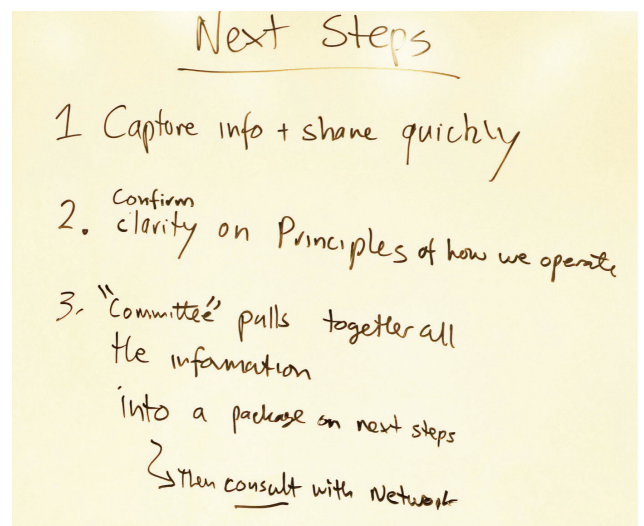 Next Steps
1 Capture info + share quickly
Confirm
2. clarity on Principles of how we operate
3. "Committee" pulls together all
the information
into a package on next steps
then consult with Network